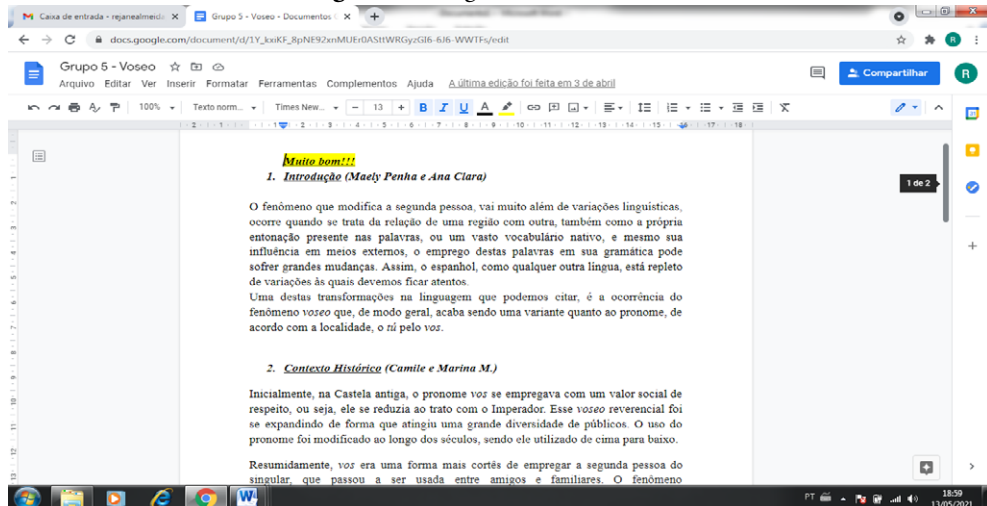 Caixa de entrada - rejanealmeid
Grupo 5 - Voseo - Documentos
docs.google.com/document/d/1Y_kxiKF_8pNE92xnMUEr0ASttWRGyzGI6-6J6-WWTFs/edit
Grupo 5 - Voseo
Arquivo Editar Ver Inserir Formatar Ferramentas Complementos Ajuda A última edição foi feita em 3 de abril
Compartilhar
R
100% Texto norm... Times New... - 13 + B I U A
Muito bom!!!
1. Introdução (Maely Penha e Ana Clara)
O fenômeno que modifica a segunda pessoa, vai muito além de variações linguísticas,
ocorre quando se trata da relação de uma região com outra, também como a própria
entonação presente nas palavras, ou um vasto vocabulário nativo, e mesmo sua
influência em meios externos, o emprego destas palavras em sua gramática pode
sofrer grandes mudanças. Assim, o espanhol, como qualquer outra língua, está repleto
de variações às quais devemos ficar atentos.
Uma destas transformações na linguagem que podemos citar, é a ocorrência do
fenômeno voseo que, de modo geral, acaba sendo uma variante quanto ao pronome, de
acordo com a localidade, o tú pelo vos.
2. Contexto Histórico (Camile e Marina M.)
Inicialmente, na Castela antiga, o pronome vos se empregava com um valor social de
respeito, ou seja, ele se reduzia ao trato com o Imperador. Esse voseo reverencial foi
se expandindo de forma que atingiu uma grande diversidade de públicos. O uso do
pronome foi modificado ao longo dos séculos, sendo ele utilizado de cima para baixo.
Resumidamente, vos era uma forma mais cortês de empregar a segunda pessoa do
singular, que passou a ser usada entre amigos e familiares. O fenômeno
1 de 2
PT
18:59
13/05/2021